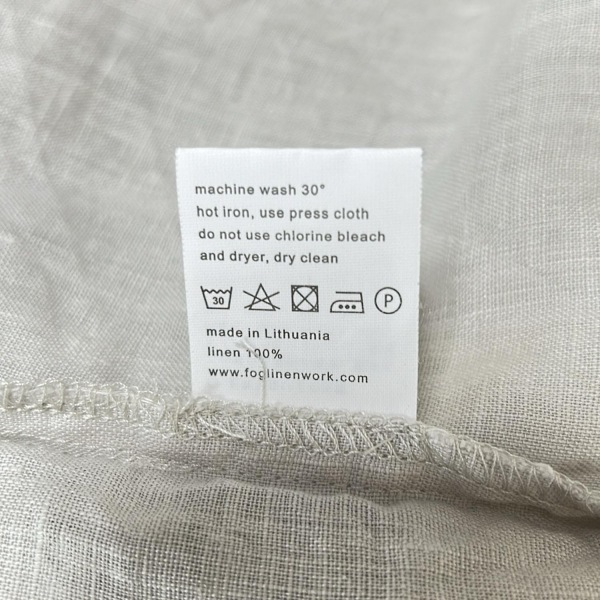 machine wash 30°
hot iron, use press cloth
do not use chlorine bleach
and dryer, dry clean
30 P
made in Lithuania
linen 100%
www.foglinenwork.com